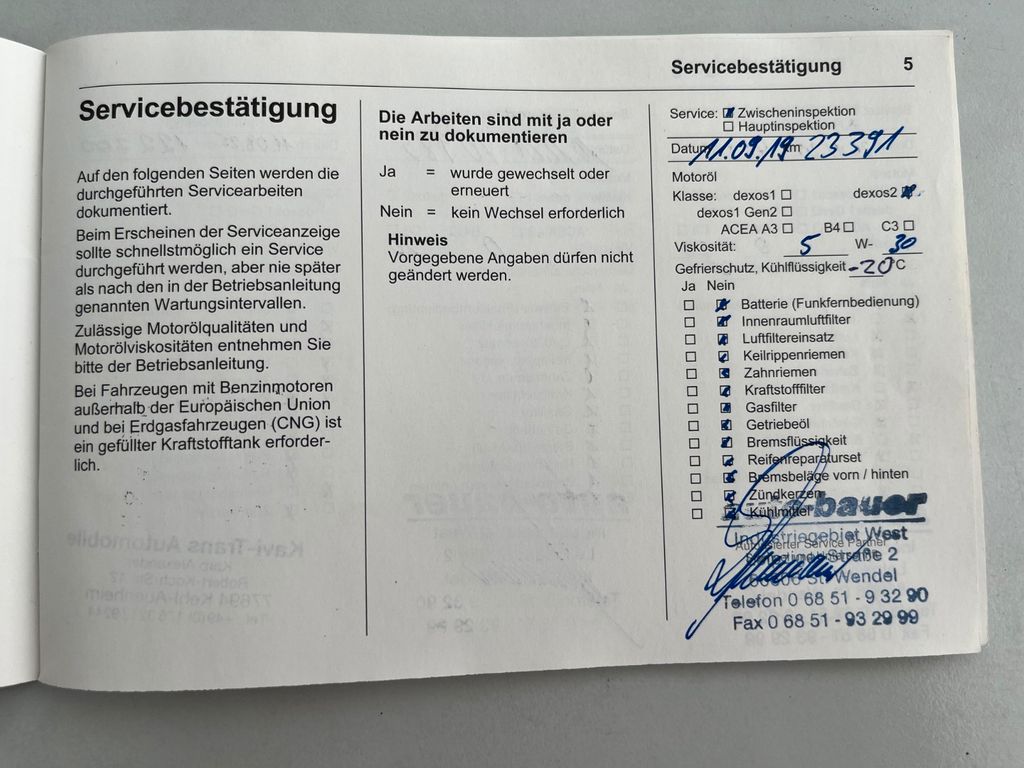 Servicebestätigung 5
Servicebestätigung
Auf den folgenden Seiten werden die
durchgeführten Servicearbeiten
dokumentiert.
Beim Erscheinen der Serviceanzeige
sollte schnellstmöglich ein Service
durchgeführt werden, aber nie später
als nach den in der Betriebsanleitung
genannten Wartungsintervallen.
Zulässige Motorölqualitäten und
Motorölviskositäten entnehmen Sie
bitte der Betriebsanleitung.
Bei Fahrzeugen mit Benzinmotoren
außerhalb der Europäischen Union
und bei Erdgasfahrzeugen (CNG) ist
ein gefüllter Kraftstofftank erforder-
lich.
Die Arbeiten sind mit ja oder
nein zu dokumentieren
Ja = wurde gewechselt oder
erneuert
Nein = kein Wechsel erforderlich
Hinweis
Vorgegebene Angaben dürfen nicht
geändert werden.
Service: Zwischeninspektion
Hauptinspektion
Datum 11.09.19 km 23391
Motoröl
Klasse: dexos1 dexos2
dexos1 Gen2
ACEA A3 B4 C3
Viskosität: 5 W- 30
Gefrierschutz, Kühlflüssigkeit -20°C
Ja Nein
Batterie (Funkfernbedienung)
Innenraumluftfilter
Luftfiltereinsatz
Keilrippenriemen
Zahnriemen
Kraftstofffilter
Gasfilter
Getriebeöl
Bremsflüssigkeit
Reifenreparaturset
Bremsbeläge vorn / hinten
Zündkerzen
Kühlmittel
bauer
Industriegebiet West
Autorisierter Service Partner
straße 2
St. Wendel
Telefon 0 68 51 - 9 32 90
Fax 0 68 51 - 93 29 99